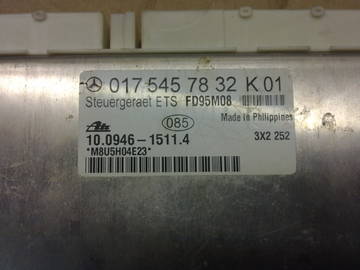 017 545 78 32 K 01
Steuergeraet ETS FD95M08
Ate 085 Made in Philippines
10.0946-1511.4 3X2 252
*M8U5H04E23*